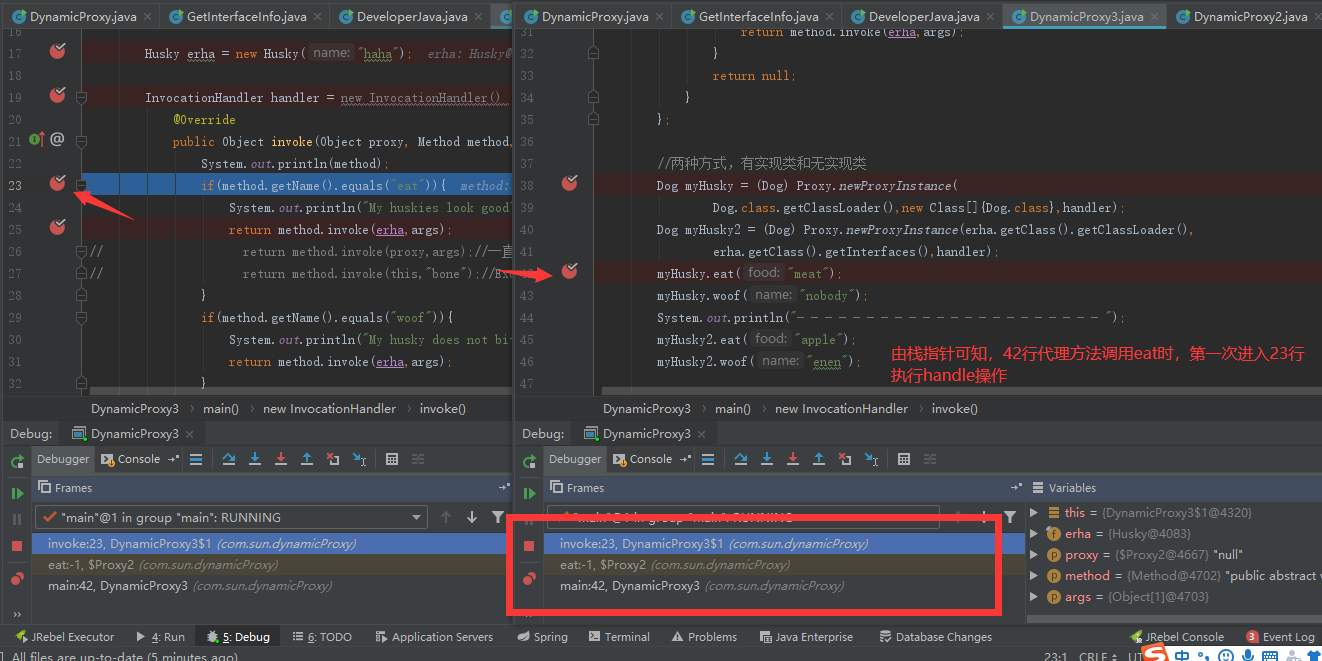 DynamicProxy.java × GetInterfaceInfo.java × DeveloperJava.java ×
16
17 Husky erha = new Husky( name: "haha"); erha: Husky@
18
19 InvocationHandler handler = new InvocationHandler()
20 @Override
21 @ public Object invoke(Object proxy, Method method,
22 System.out.println(method);
23 if(method.getName().equals("eat")){ method:
24 System.out.println("My huskies look good
25 return method.invoke(erha,args);
26 // return method.invoke(proxy,args);//一直
27 // return method.invoke(this,"bone");//Ex
28 }
29 if(method.getName().equals("woof")){
30 System.out.println("My husky does not bi
31 return method.invoke(erha,args);
32 }
DynamicProxy3 › main() › new InvocationHandler › invoke()
Debug: DynamicProxy3 ×
Debugger Console
Frames
"main"@1 in group "main": RUNNING
invoke:23, DynamicProxy3$1 (com.sun.dynamicProxy)
eat:-1, $Proxy2 (com.sun.dynamicProxy)
main:42, DynamicProxy3 (com.sun.dynamicProxy)
DynamicProxy.java × GetInterfaceInfo.java × DeveloperJava.java × DynamicProxy3.java × DynamicProxy2.java ×
31 return method.invoke(erha,args);
32 }
33 return null;
34 }
35 };
36
37 //两种方式，有实现类和无实现类
38 Dog myHusky = (Dog) Proxy.newProxyInstance(
39 Dog.class.getClassLoader(),new Class[]{Dog.class},handler);
40 Dog myHusky2 = (Dog) Proxy.newProxyInstance(erha.getClass().getClassLoader(),
41 erha.getClass().getInterfaces(),handler);
myHusky.eat( food: "meat");
43 myHusky.woof( name: "nobody");
44 System.out.println("- - - - - - - - - - - - - - - - - - - - - - ");
45 myHusky2.eat( food: "apple");
46 myHusky2.woof( name: "enen");
47
由栈指针可知，42行代理方法调用eat时，第一次进入23行
执行handle操作
DynamicProxy3 › main() › new InvocationHandler › invoke()
Debug: DynamicProxy3 ×
Debugger Console
Frames
Variables
"main"@1 in group "main": RUNNING
invoke:23, DynamicProxy3$1 (com.sun.dynamicProxy)
eat:-1, $Proxy2 (com.sun.dynamicProxy)
main:42, DynamicProxy3 (com.sun.dynamicProxy)
this = {DynamicProxy3$1@4320}
erha = {Husky@4083}
proxy = {$Proxy2@4667} "null"
method = {Method@4702} "public abstract
args = {Object[1]@4703}
JRebel Executor 4: Run 5: Debug 6: TODO Application Servers Spring Terminal Problems Java Enterprise Database Changes JRebel Console 3 Event Log
All files are up-to-date (5 minutes ago) 23:1 CRLF UT 中